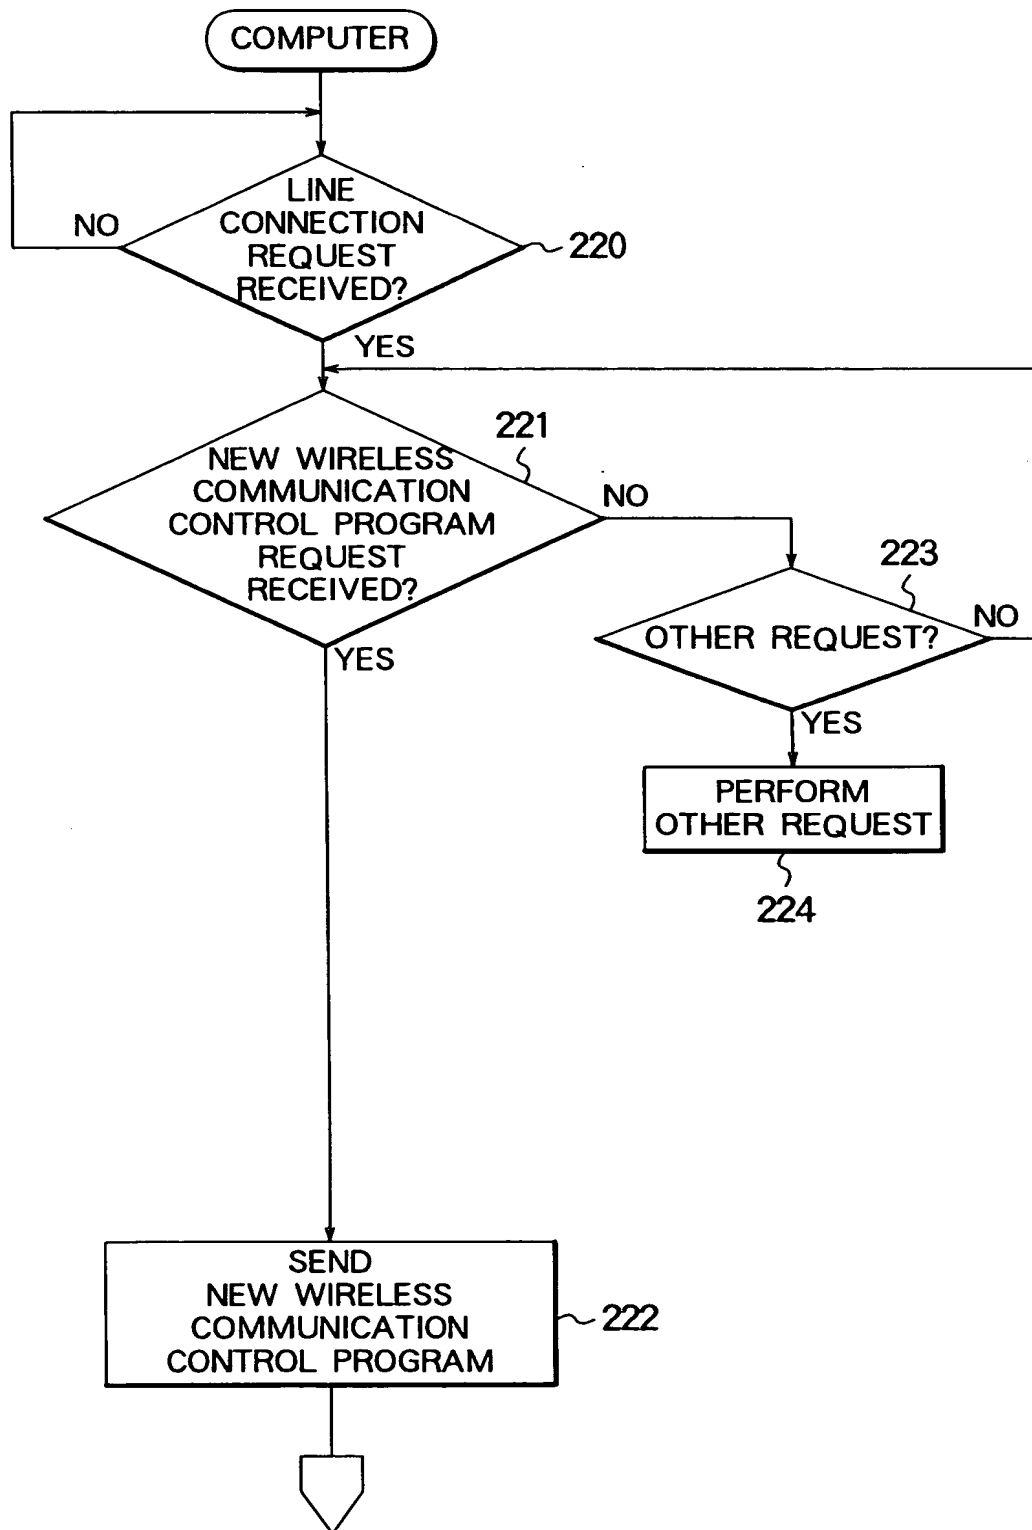 COMPUTER
LINE
CONNECTION
REQUEST
RECEIVED?
NO
220
YES
221
NEW WIRELESS
COMMUNICATION
CONTROL PROGRAM
REQUEST
RECEIVED?
NO
YES
223
OTHER REQUEST?
NO
YES
PERFORM
OTHER REQUEST
224
SEND
NEW WIRELESS
COMMUNICATION
CONTROL PROGRAM
222